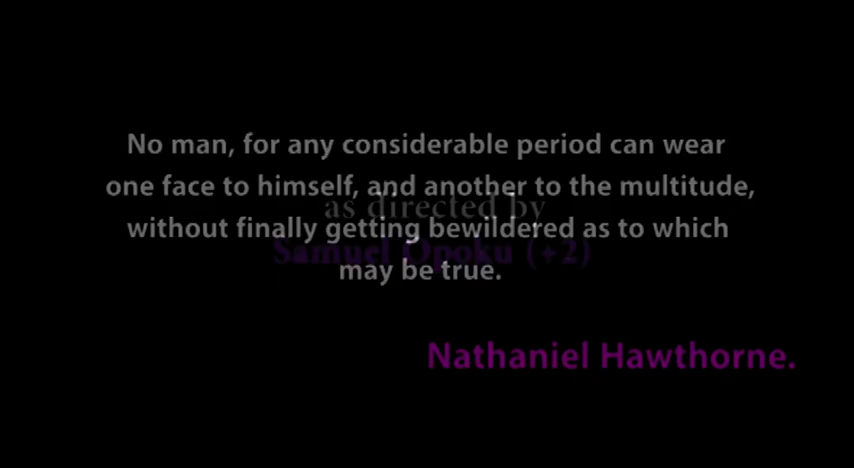 No man, for any considerable period can wear
one face to himself, and another to the multitude,
as directed by
without finally getting bewildered as to which
Samuel Opoku (+2)
may be true.
Nathaniel Hawthorne.